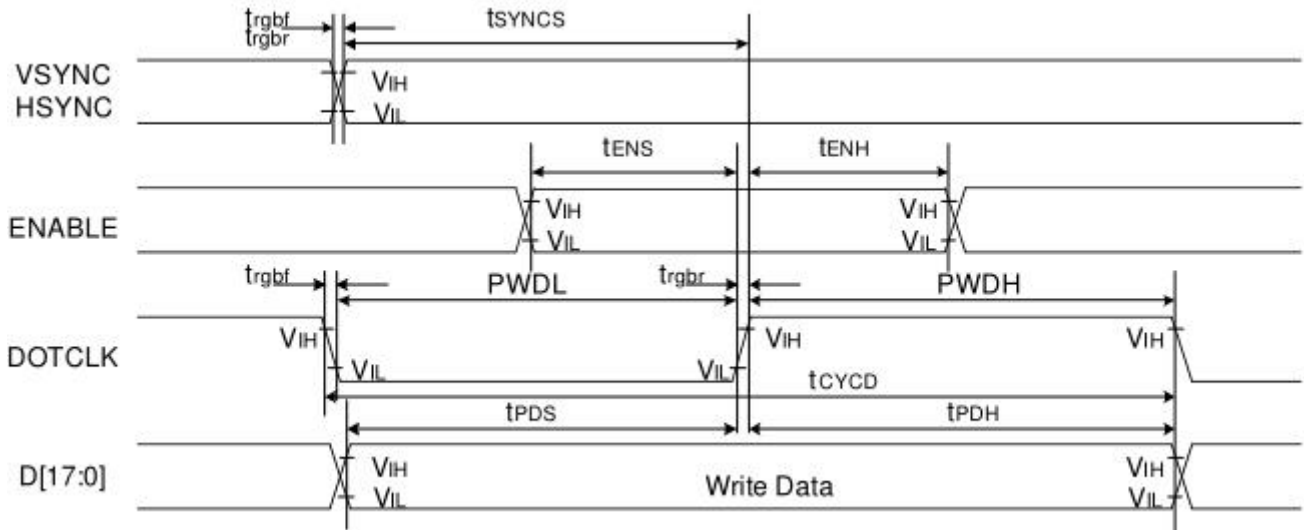 trgbf
trgbr
tSYNCS
VSYNC
HSYNC
VIH
VIL
tENS
tENH
ENABLE
VIH
VIL
VIH
VIL
trgbf
PWDL
trgbr
PWDH
DOTCLK
VIH
VIL
VIL
VIH
VIH
tCYCD
tPDS
tPDH
D[17:0]
VIH
VIL
Write Data
VIH
VIL